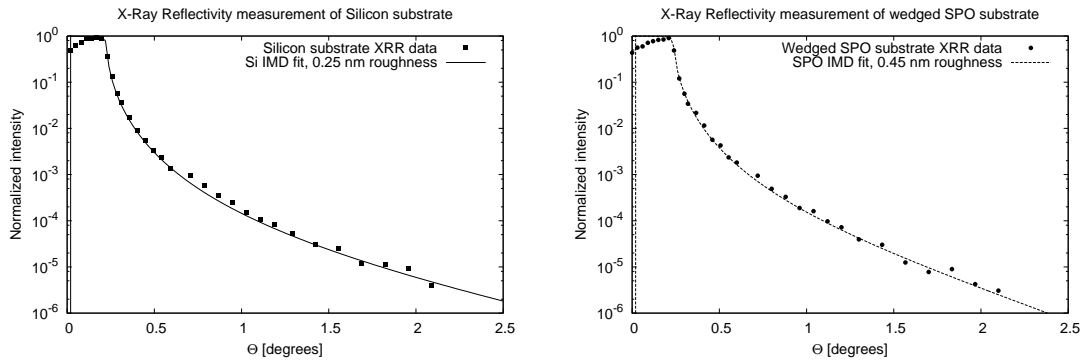 X-Ray Reflectivity measurement of Silicon substrate
10^0
10^-1
10^-2
10^-3
10^-4
10^-5
10^-6
Normalized intensity
Silicon substrate XRR data
Si IMD fit, 0.25 nm roughness
0 0.5 1 1.5 2 2.5
Θ [degrees]
X-Ray Reflectivity measurement of wedged SPO substrate
10^0
10^-1
10^-2
10^-3
10^-4
10^-5
10^-6
Normalized intensity
Wedged SPO substrate XRR data
SPO IMD fit, 0.45 nm roughness
0 0.5 1 1.5 2 2.5
Θ [degrees]